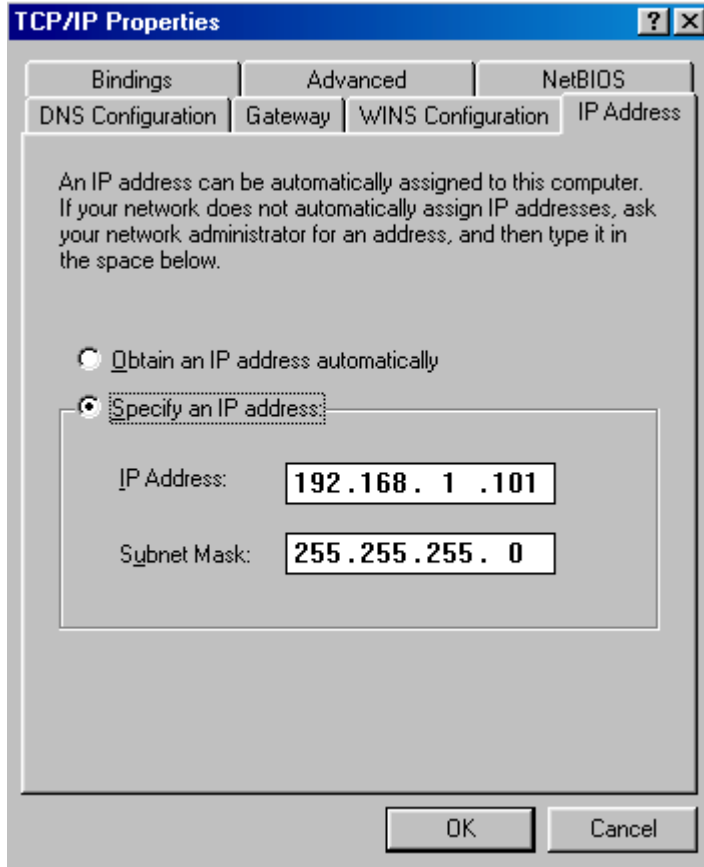 TCP/IP Properties
Bindings
Advanced
NetBIOS
DNS Configuration
Gateway
WINS Configuration
IP Address
An IP address can be automatically assigned to this computer.
If your network does not automatically assign IP addresses, ask
your network administrator for an address, and then type it in
the space below.
Obtain an IP address automatically
Specify an IP address:
IP Address:
192.168. 1 .101
Subnet Mask:
255.255.255. 0
OK
Cancel